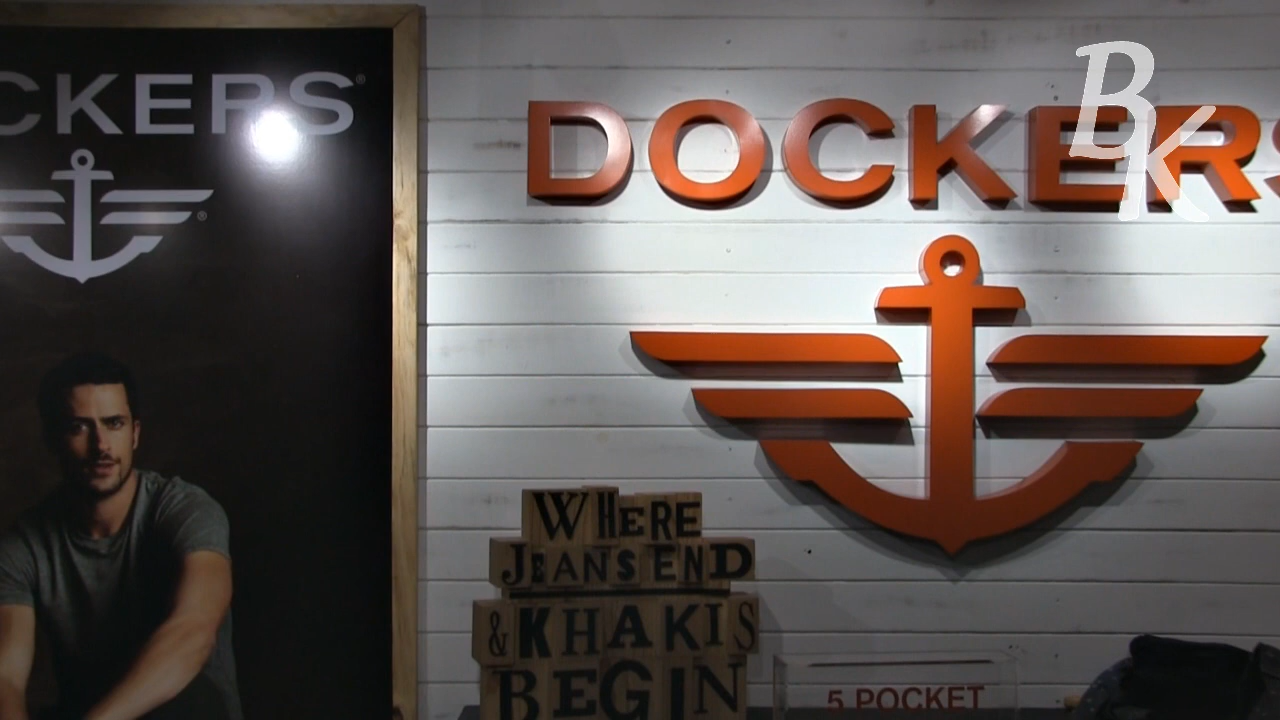 CKERS®
®
DOCKERS
BK
WHERE
JEANS END
& KHAKIS
BEGIN
5 POCKET